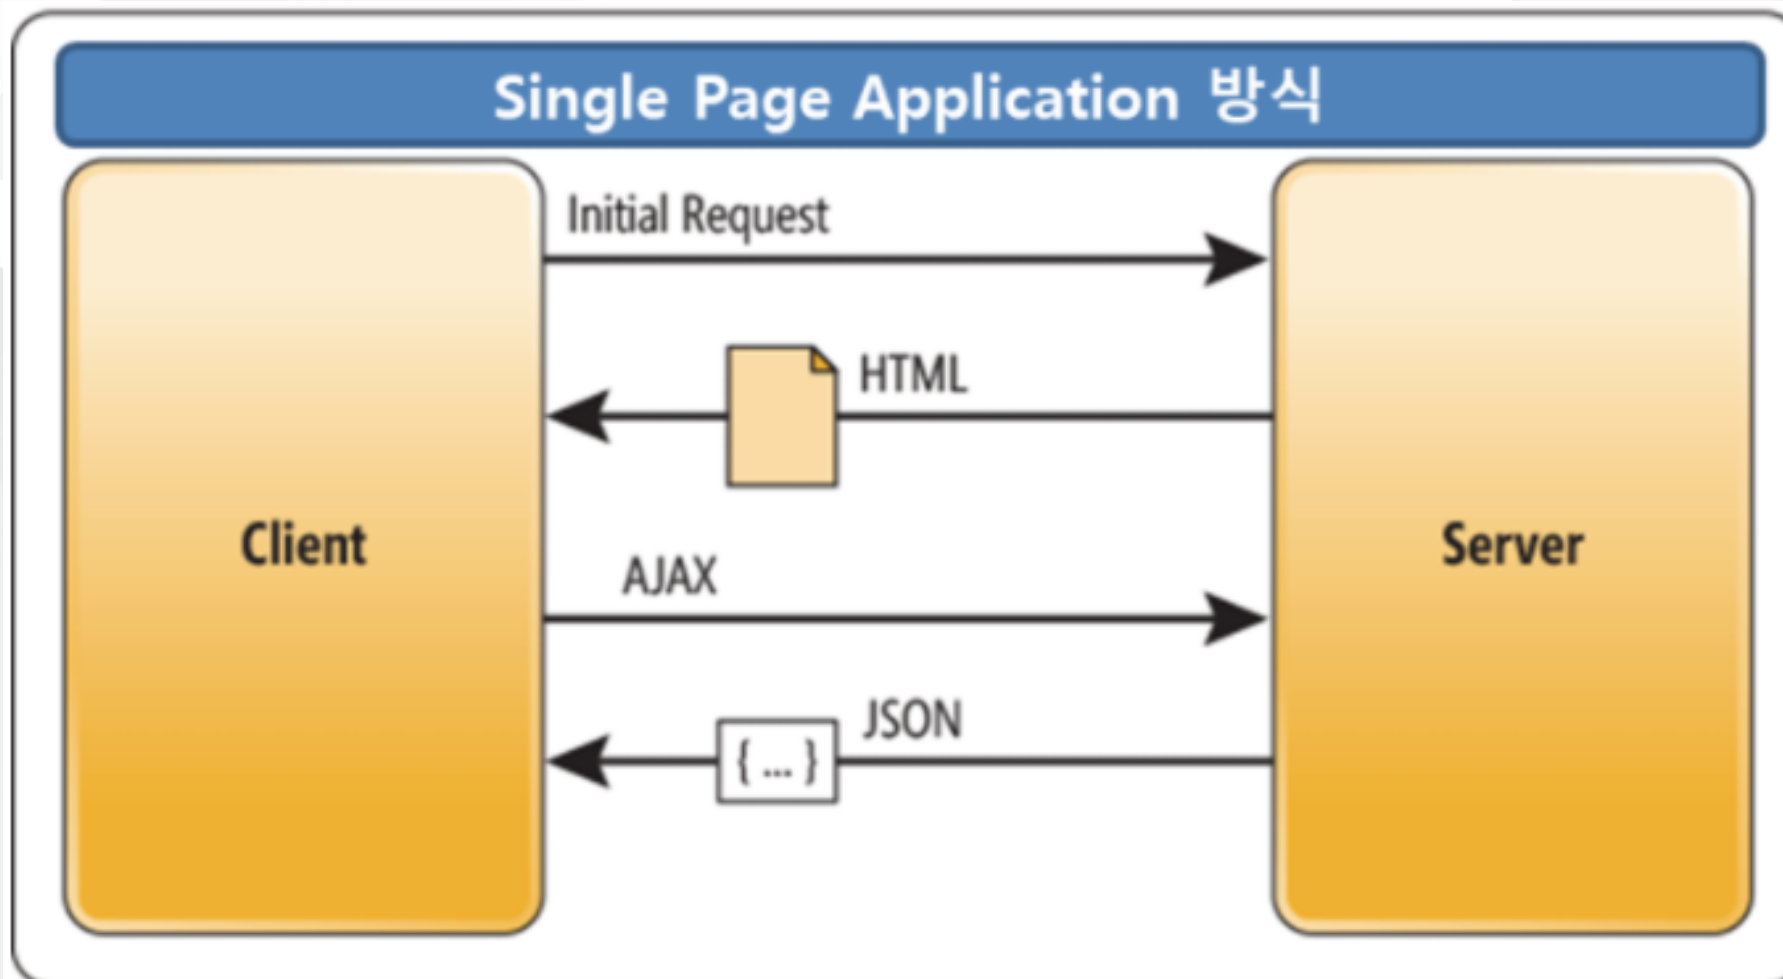 Single Page Application 방식
Initial Request
HTML
Client
Server
AJAX
JSON
{ ... }